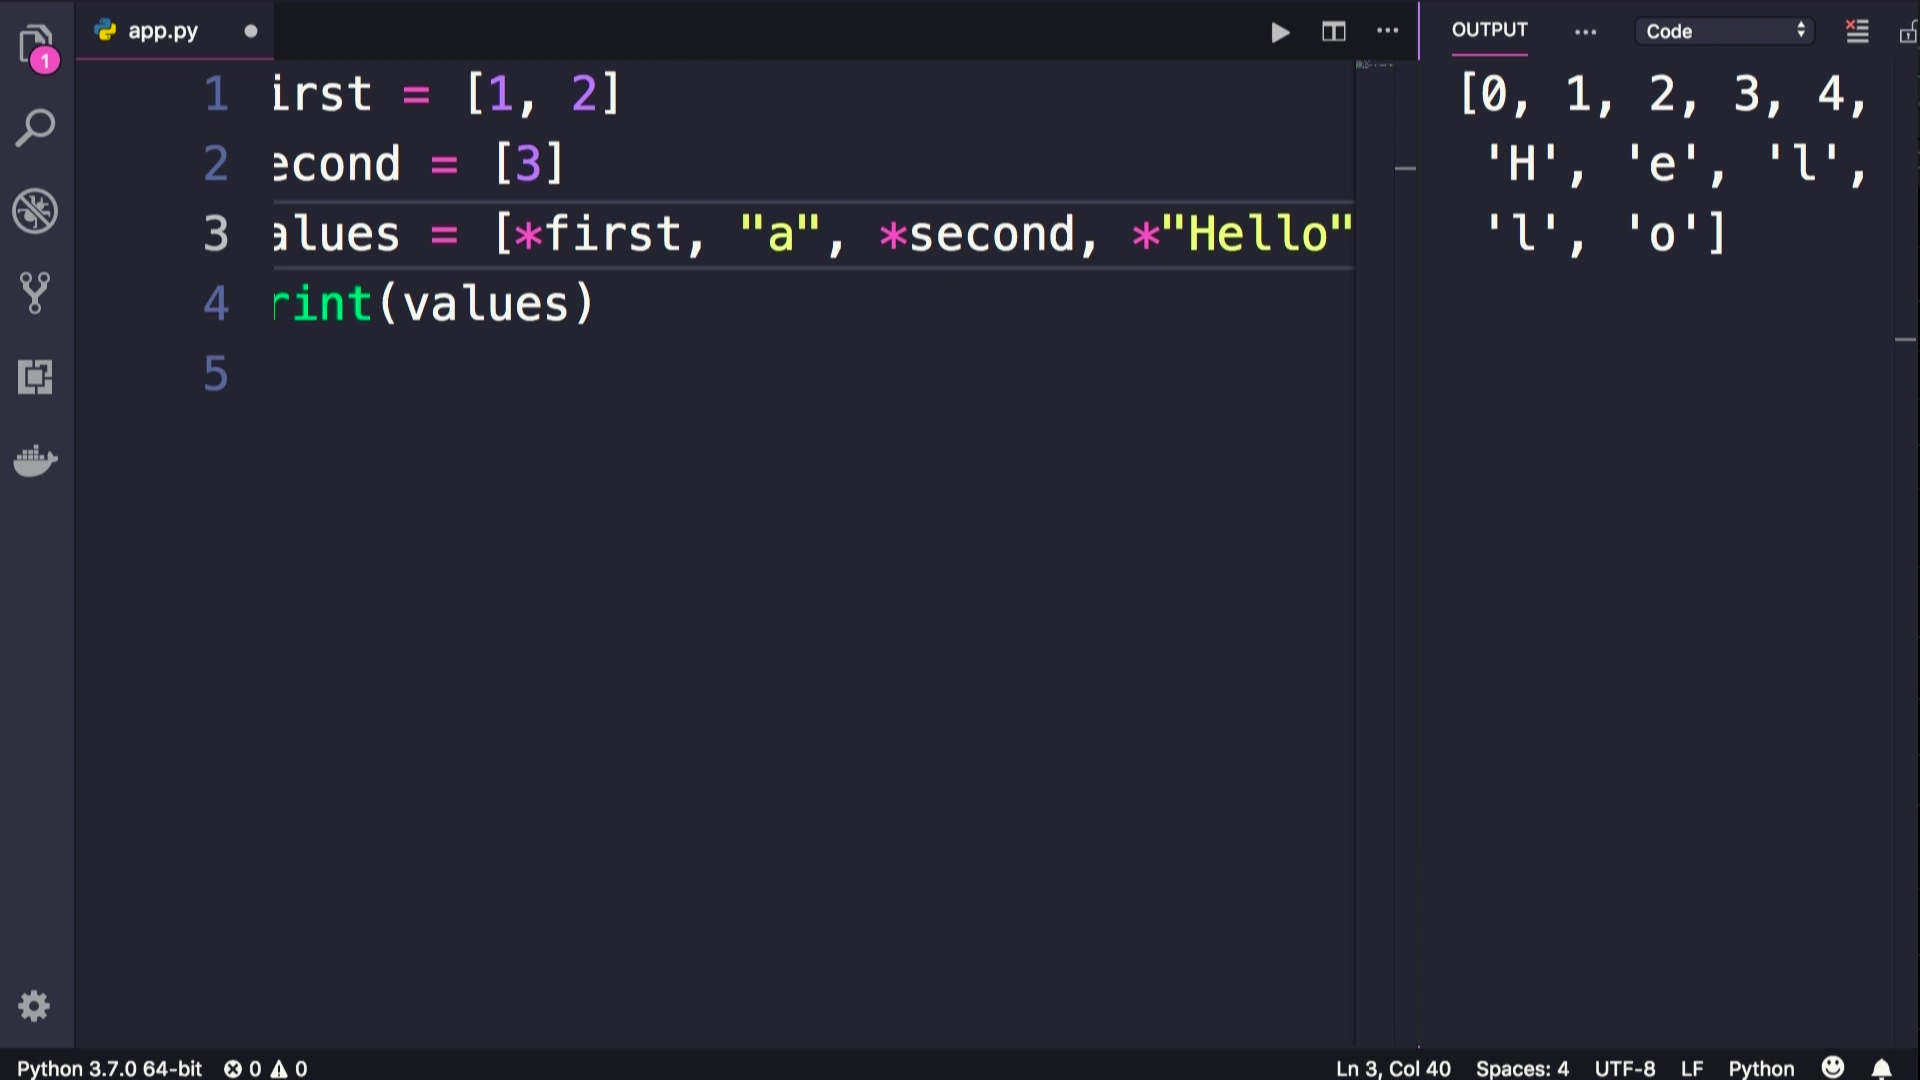 app.py
OUTPUT
Code
1
1 irst = [1, 2]
2 econd = [3]
3 alues = [*first, "a", *second, *"Hello"
4 rint(values)
5
[0, 1, 2, 3, 4,
'H', 'e', 'l',
'l', 'o']
Python 3.7.0 64-bit 0 0
Ln 3, Col 40 Spaces: 4 UTF-8 LF Python